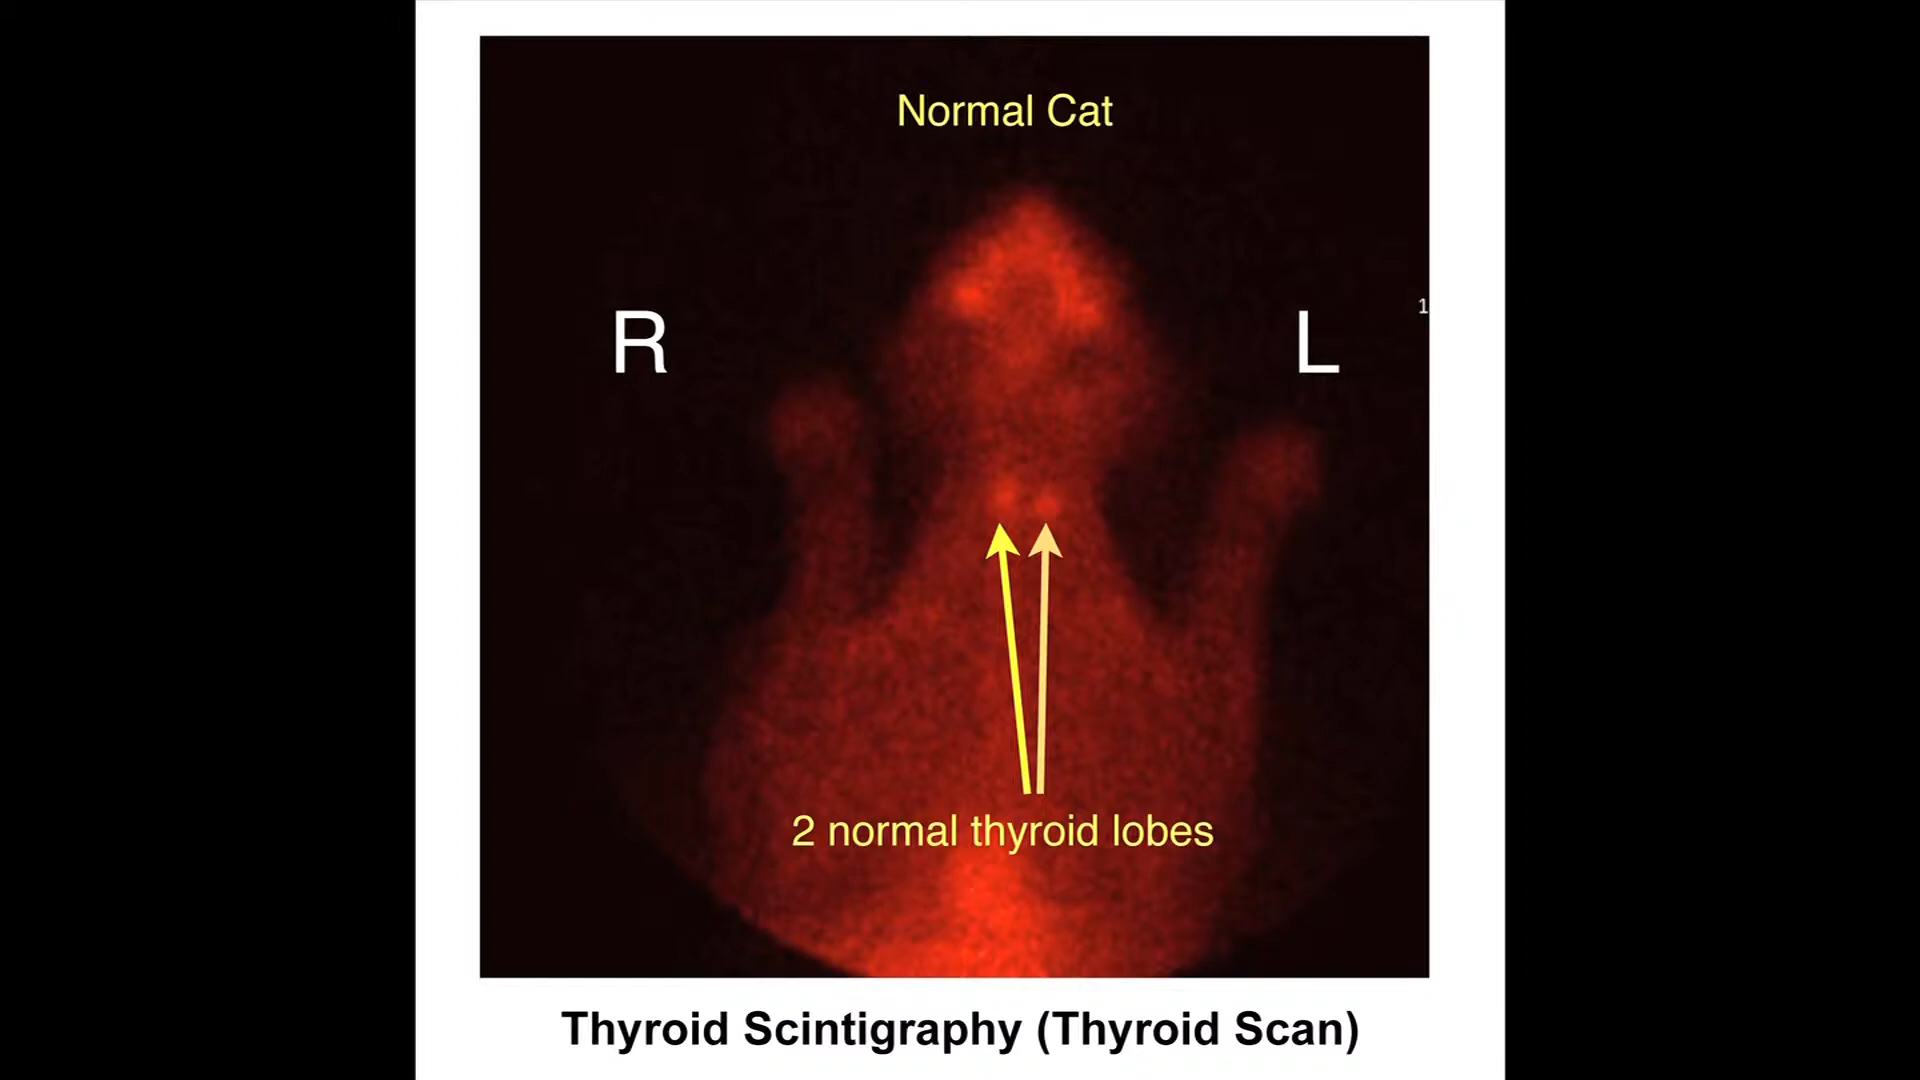 Normal Cat
R
L
1
2 normal thyroid lobes
Thyroid Scintigraphy (Thyroid Scan)